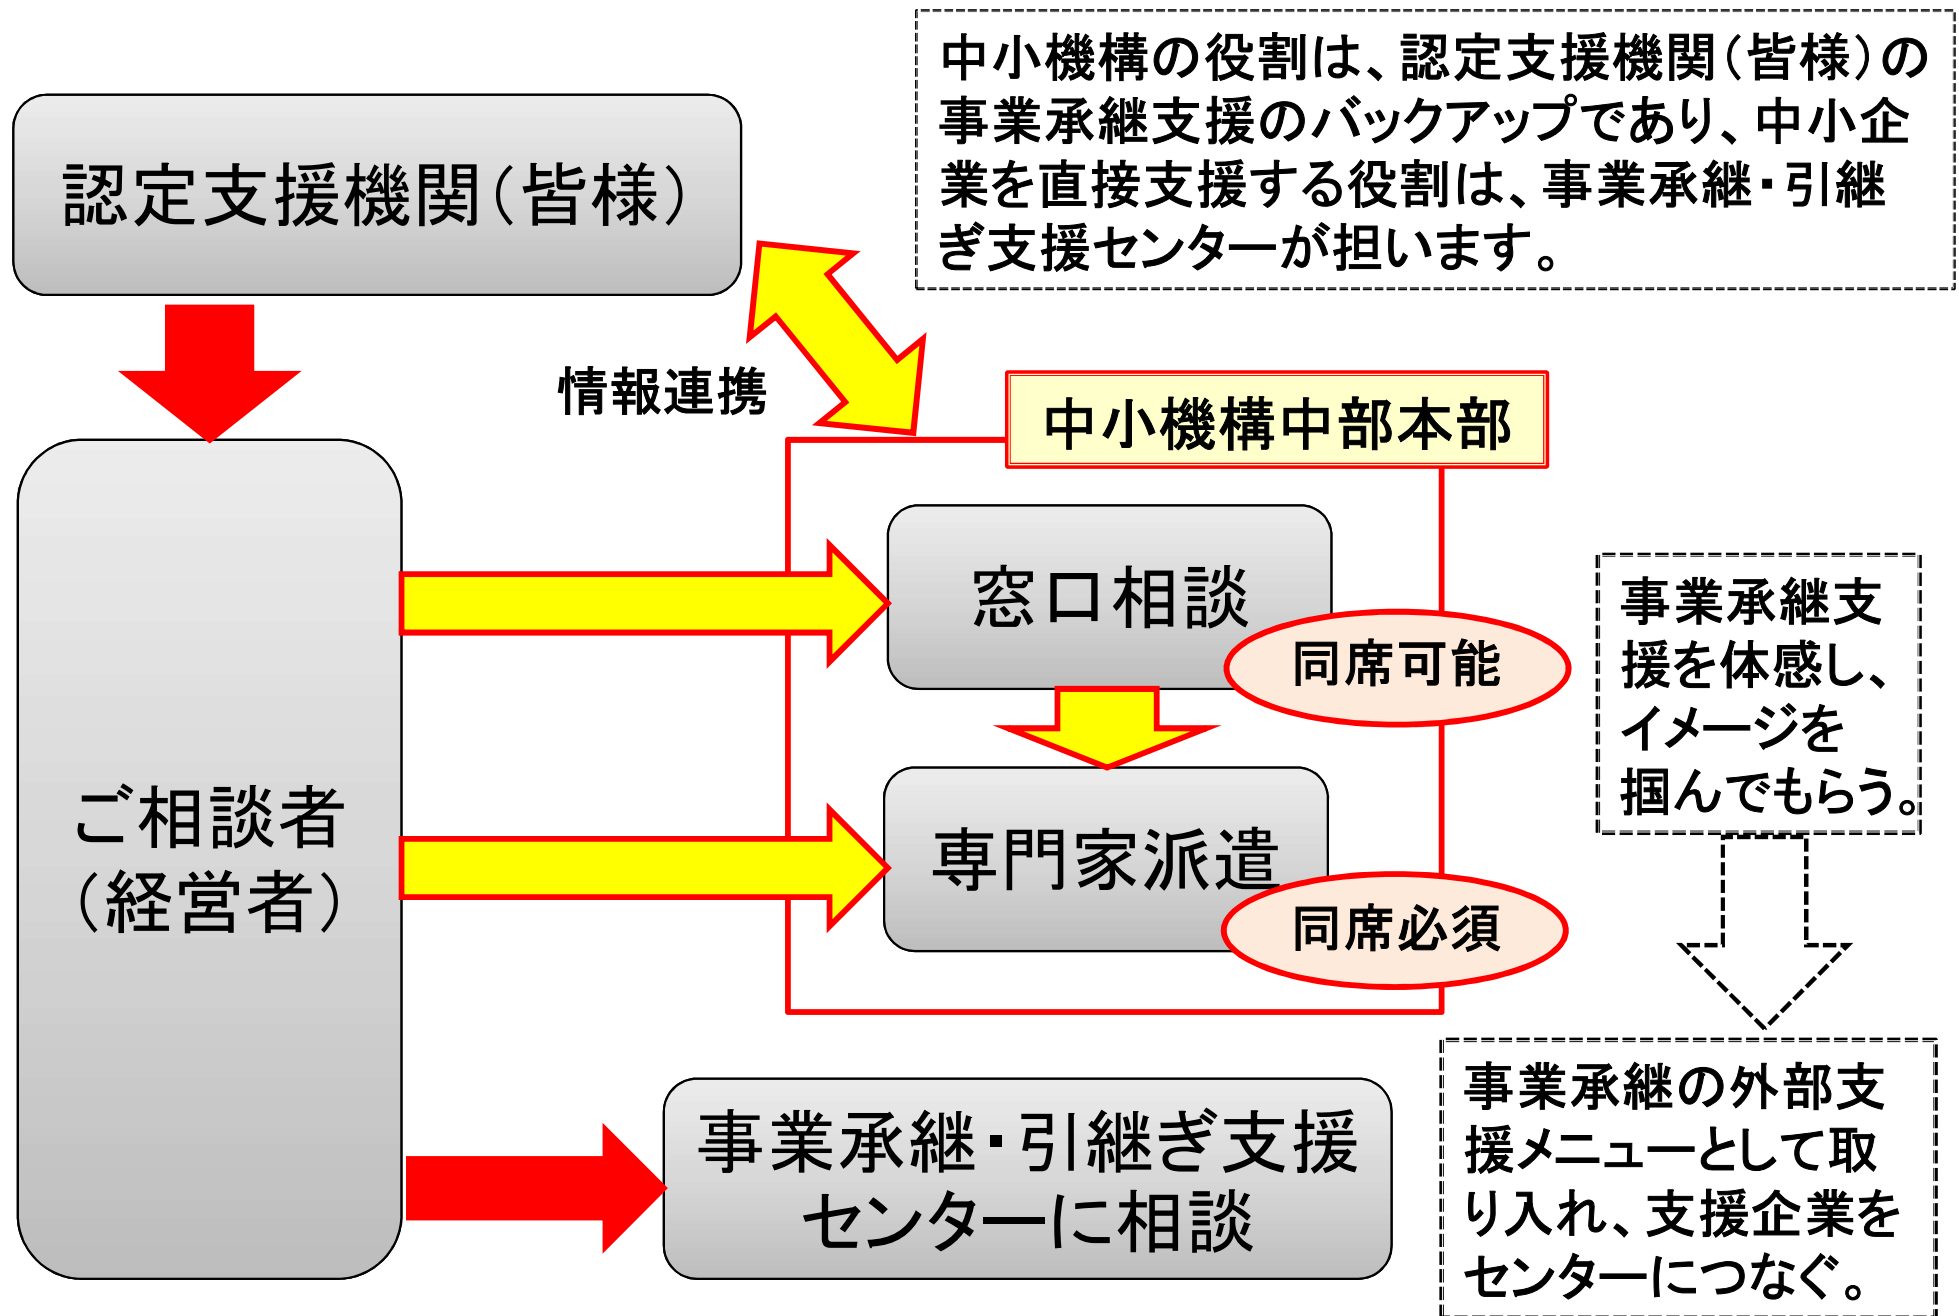 中小機構の役割は、認定支援機関(皆様)の
事業承継支援のバックアップであり、中小企
業を直接支援する役割は、事業承継・引継
ぎ支援センターが担います。
認定支援機関(皆様)
情報連携
中小機構中部本部
窓口相談
同席可能
事業承継支
援を体感し、
イメージを
掴んでもらう。
ご相談者
(経営者)
専門家派遣
同席必須
事業承継・引継ぎ支援
センターに相談
事業承継の外部支
援メニューとして取
り入れ、支援企業を
センターにつなぐ。